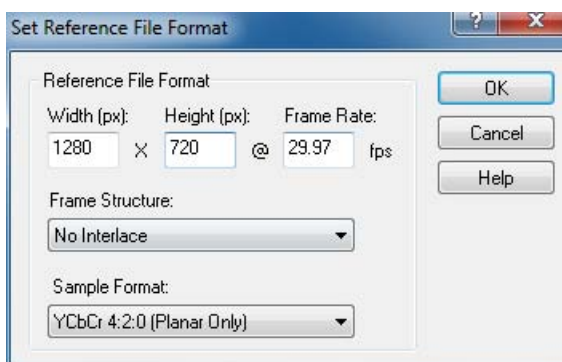 Set Reference File Format
Reference File Format
OK
Width (px): Height (px): Frame Rate:
1280 X 720 @ 29.97 fps
Cancel
Help
Frame Structure:
No Interlace
Sample Format:
YCbCr 4:2:0 (Planar Only)